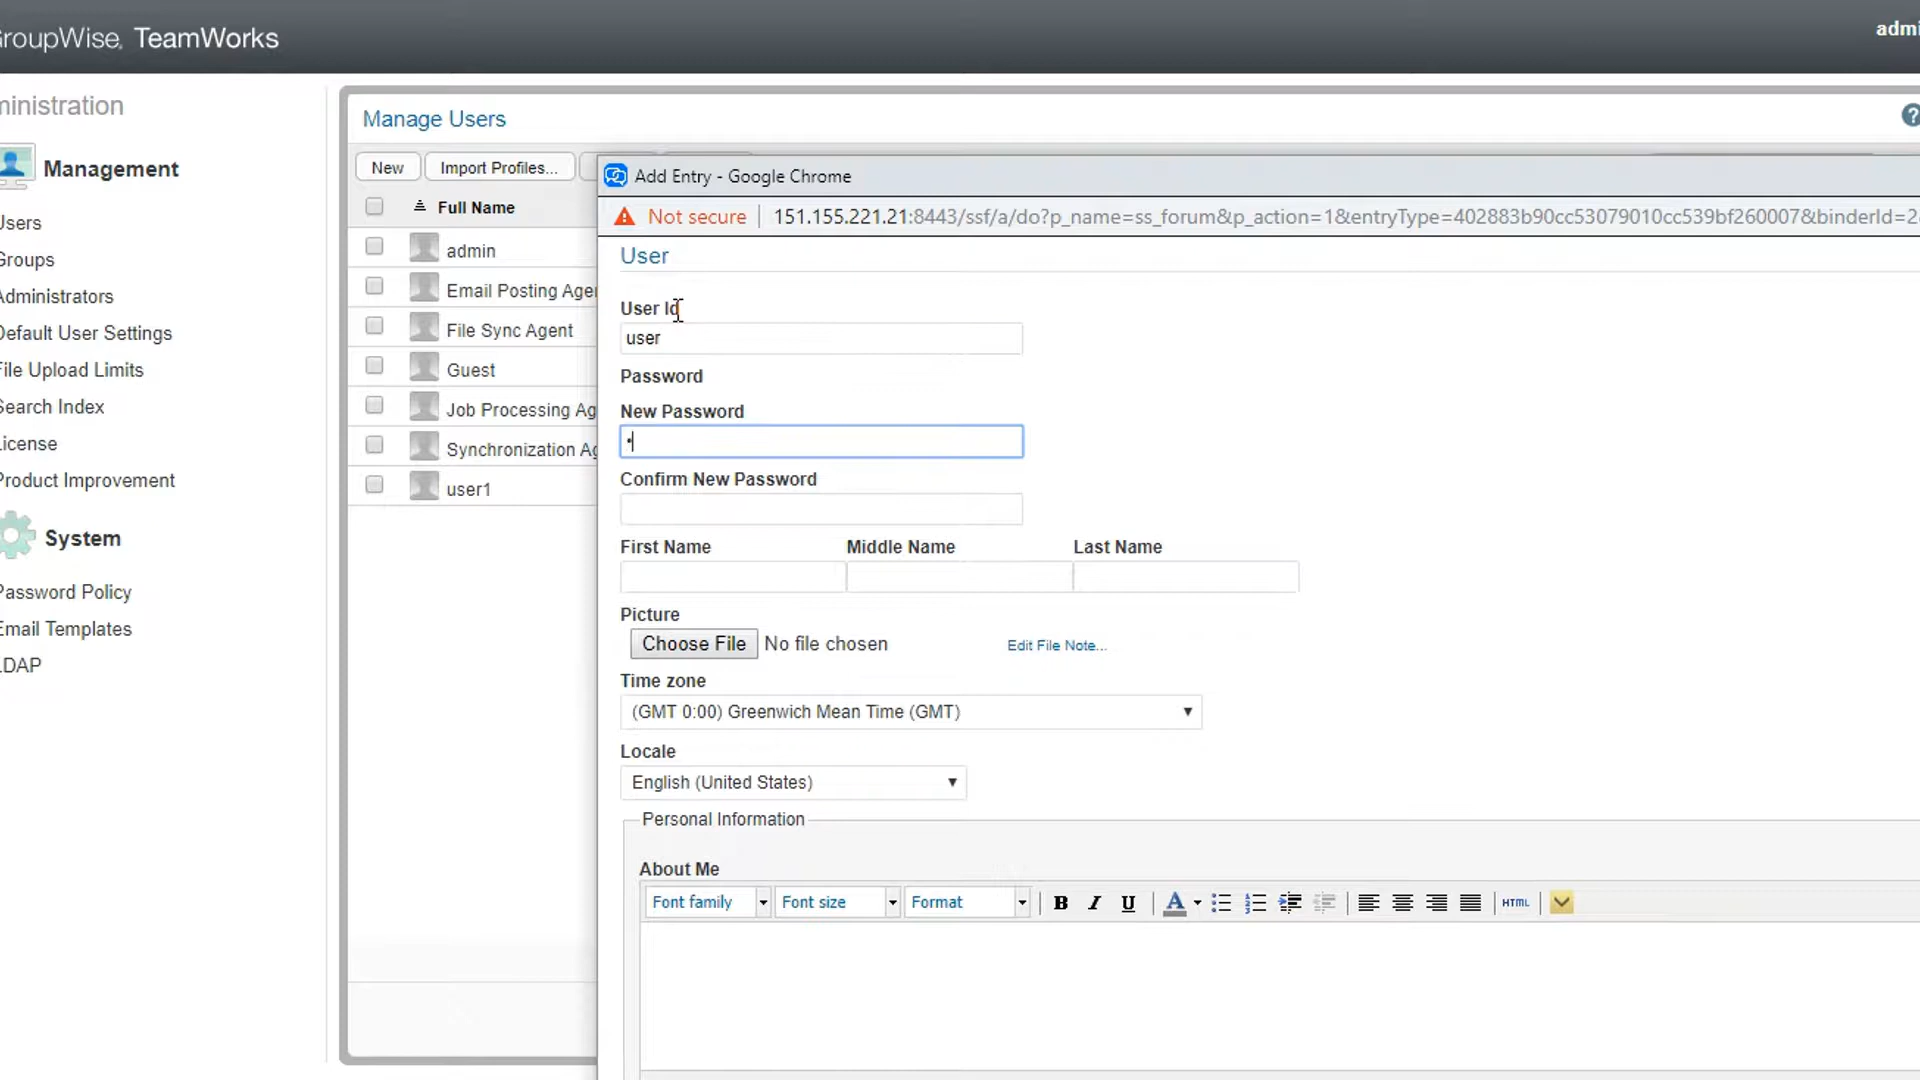 roupWise. TeamWorks
admi
ministration
Manage Users
?
Management
New
Import Profiles...
Add Entry - Google Chrome
Full Name
Not secure
151.155.221.21:8443/ssf/a/do?p_name=ss_forum&p_action=1&entryType=402883b90cc53079010cc539bf260007&binderId=2
Users
admin
User
Groups
Email Posting Age
User Id
Administrators
File Sync Agent
user
Default User Settings
Guest
Password
File Upload Limits
Job Processing Ag
New Password
Search Index
Synchronization Ag
License
Confirm New Password
Product Improvement
user1
System
First Name
Middle Name
Last Name
Password Policy
Picture
Email Templates
Choose File
No file chosen
Edit File Note...
LDAP
Time zone
(GMT 0:00) Greenwich Mean Time (GMT)
Locale
English (United States)
Personal Information
About Me
Font family
Font size
Format
B
I
U
A
HTML